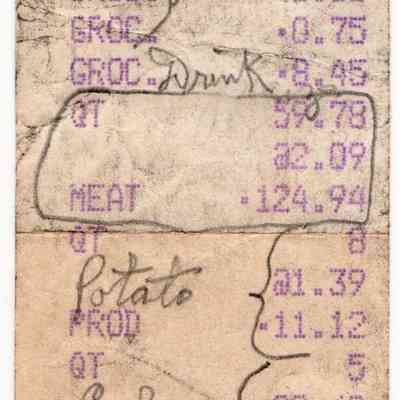 GROC. •0.75
GROC. Drink •8.45
QT 59.78
@2.09
MEAT •124.94
QT 8
Potato @1.39
PROD •11.12
QT 5